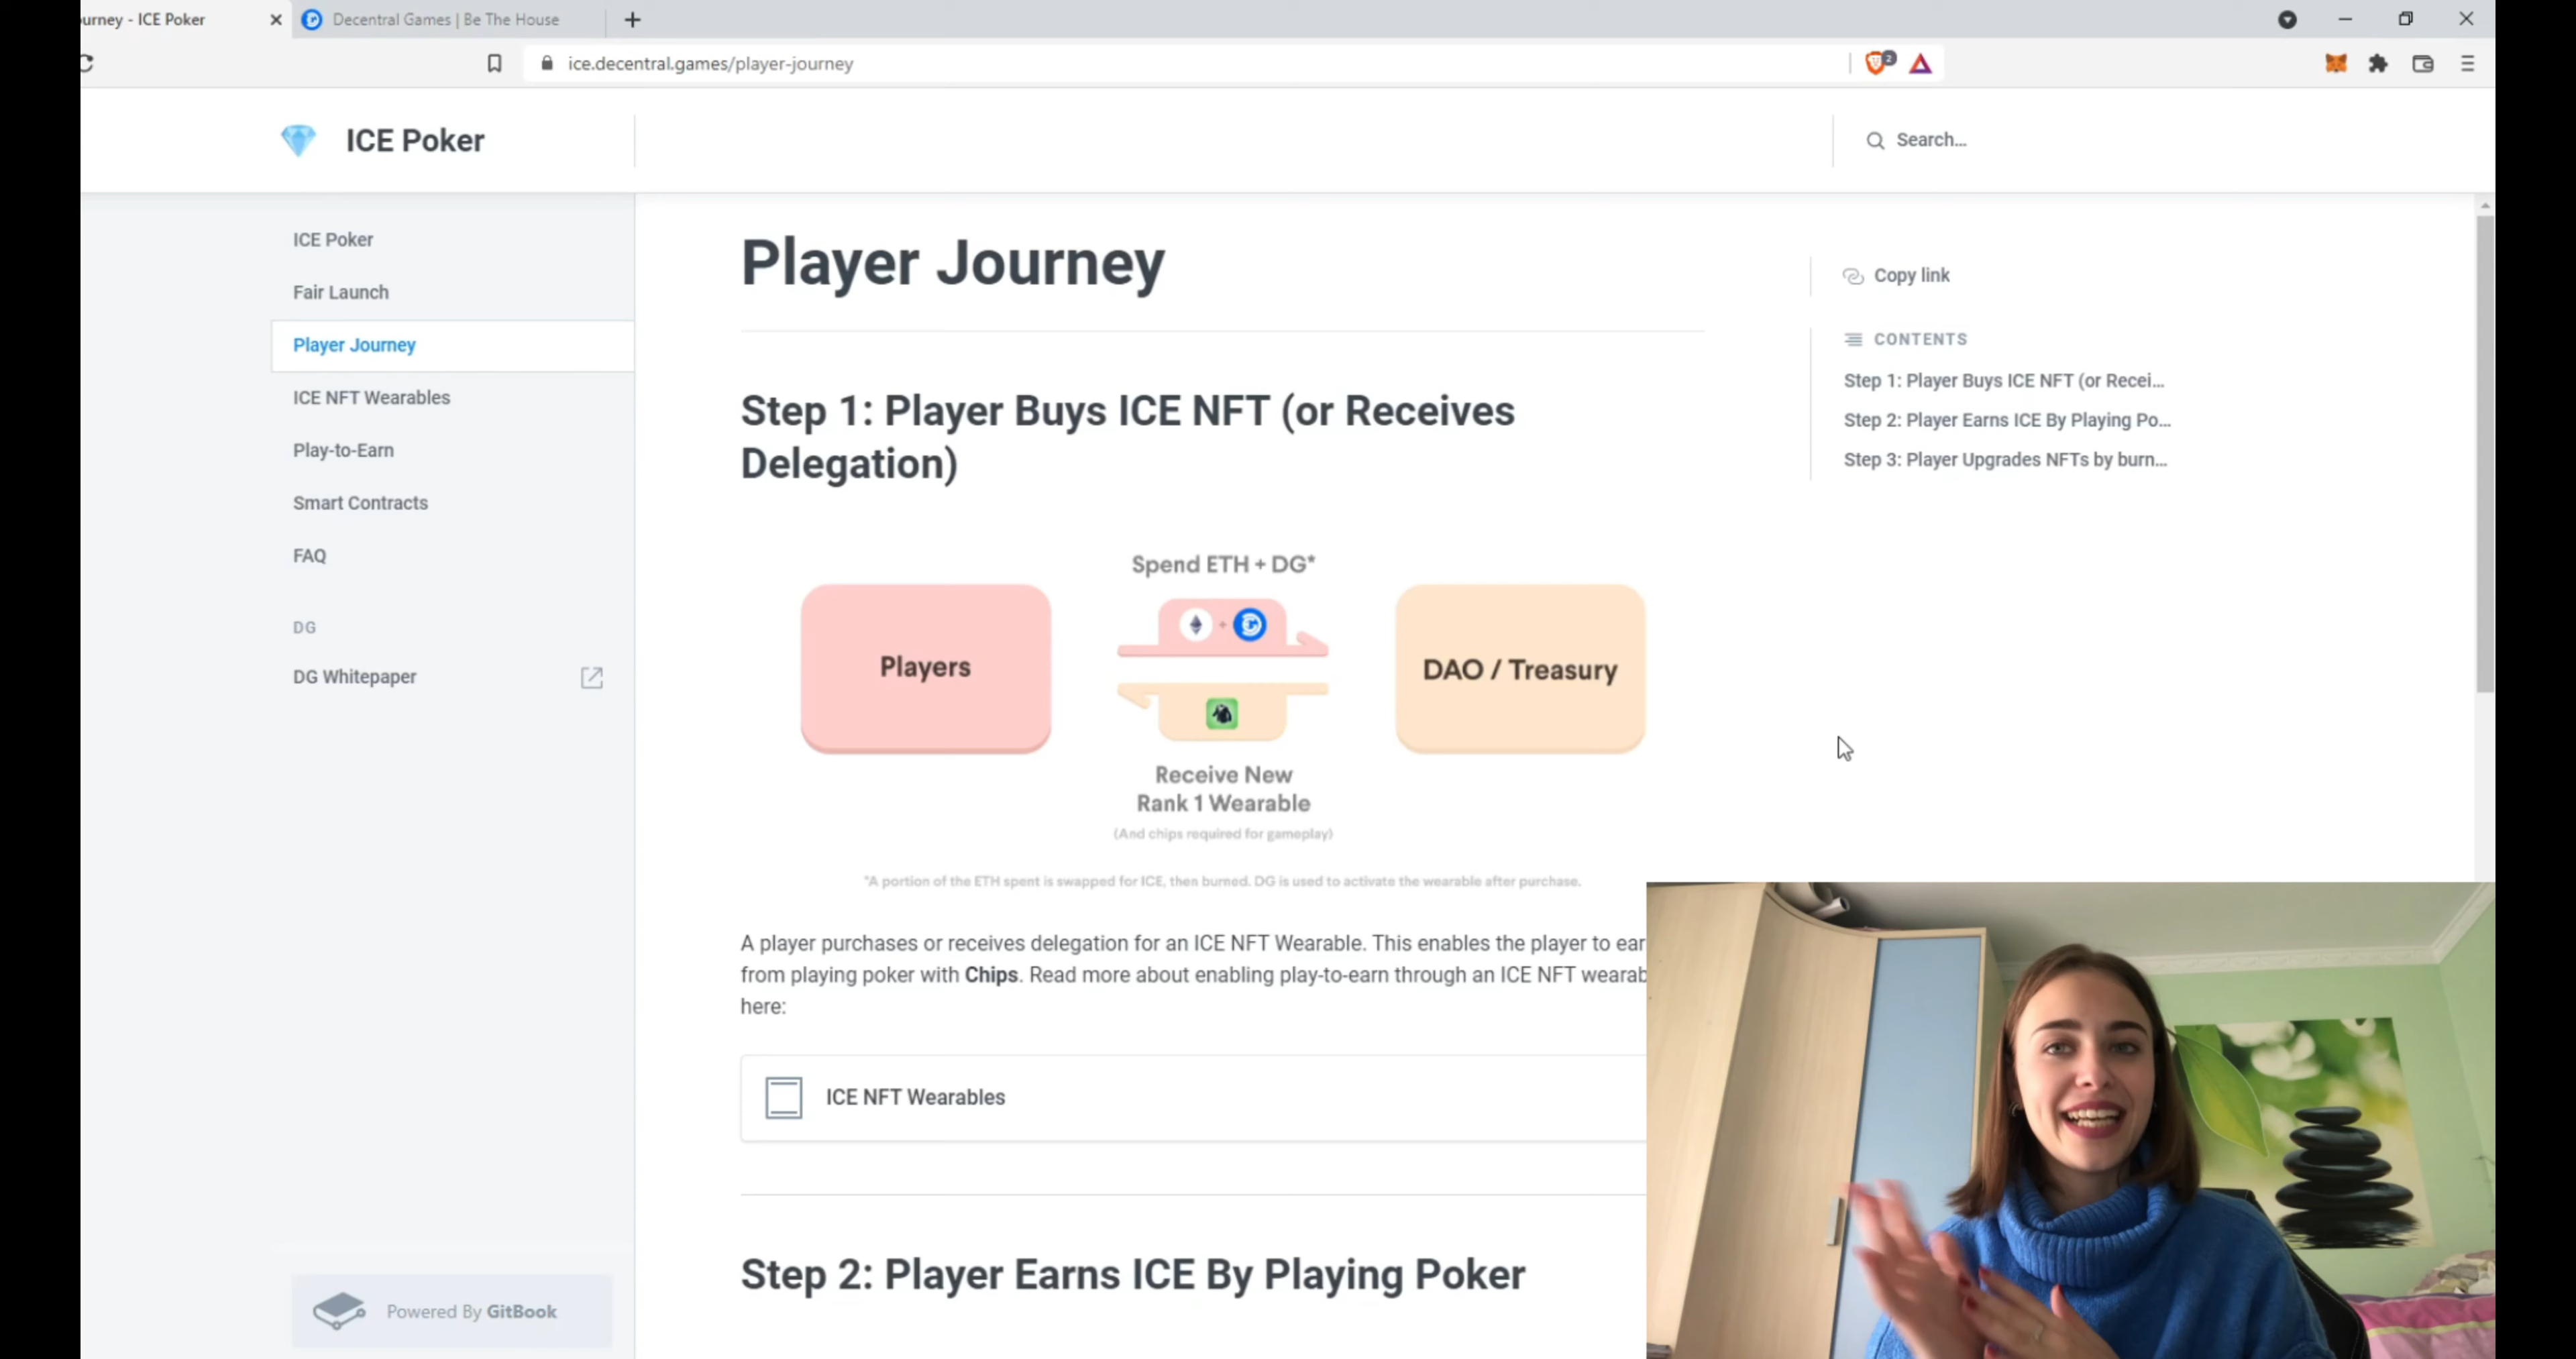 urney - ICE Poker
Decentral Games | Be The House
ice.decentral.games/player-journey
2
ICE Poker
Search...
ICE Poker
Fair Launch
Player Journey
ICE NFT Wearables
Play-to-Earn
Smart Contracts
FAQ
DG
DG Whitepaper
Powered By GitBook
Player Journey
Step 1: Player Buys ICE NFT (or Receives
Delegation)
Spend ETH + DG*
+
Players
DAO / Treasury
Receive New
Rank 1 Wearable
(And chips required for gameplay)
*A portion of the ETH spent is swapped for ICE, then burned. DG is used to activate the wearable after purchase.
A player purchases or receives delegation for an ICE NFT Wearable. This enables the player to ear
from playing poker with Chips. Read more about enabling play-to-earn through an ICE NFT wearab
here:
ICE NFT Wearables
Step 2: Player Earns ICE By Playing Poker
Copy link
CONTENTS
Step 1: Player Buys ICE NFT (or Recei...
Step 2: Player Earns ICE By Playing Po...
Step 3: Player Upgrades NFTs by burn...